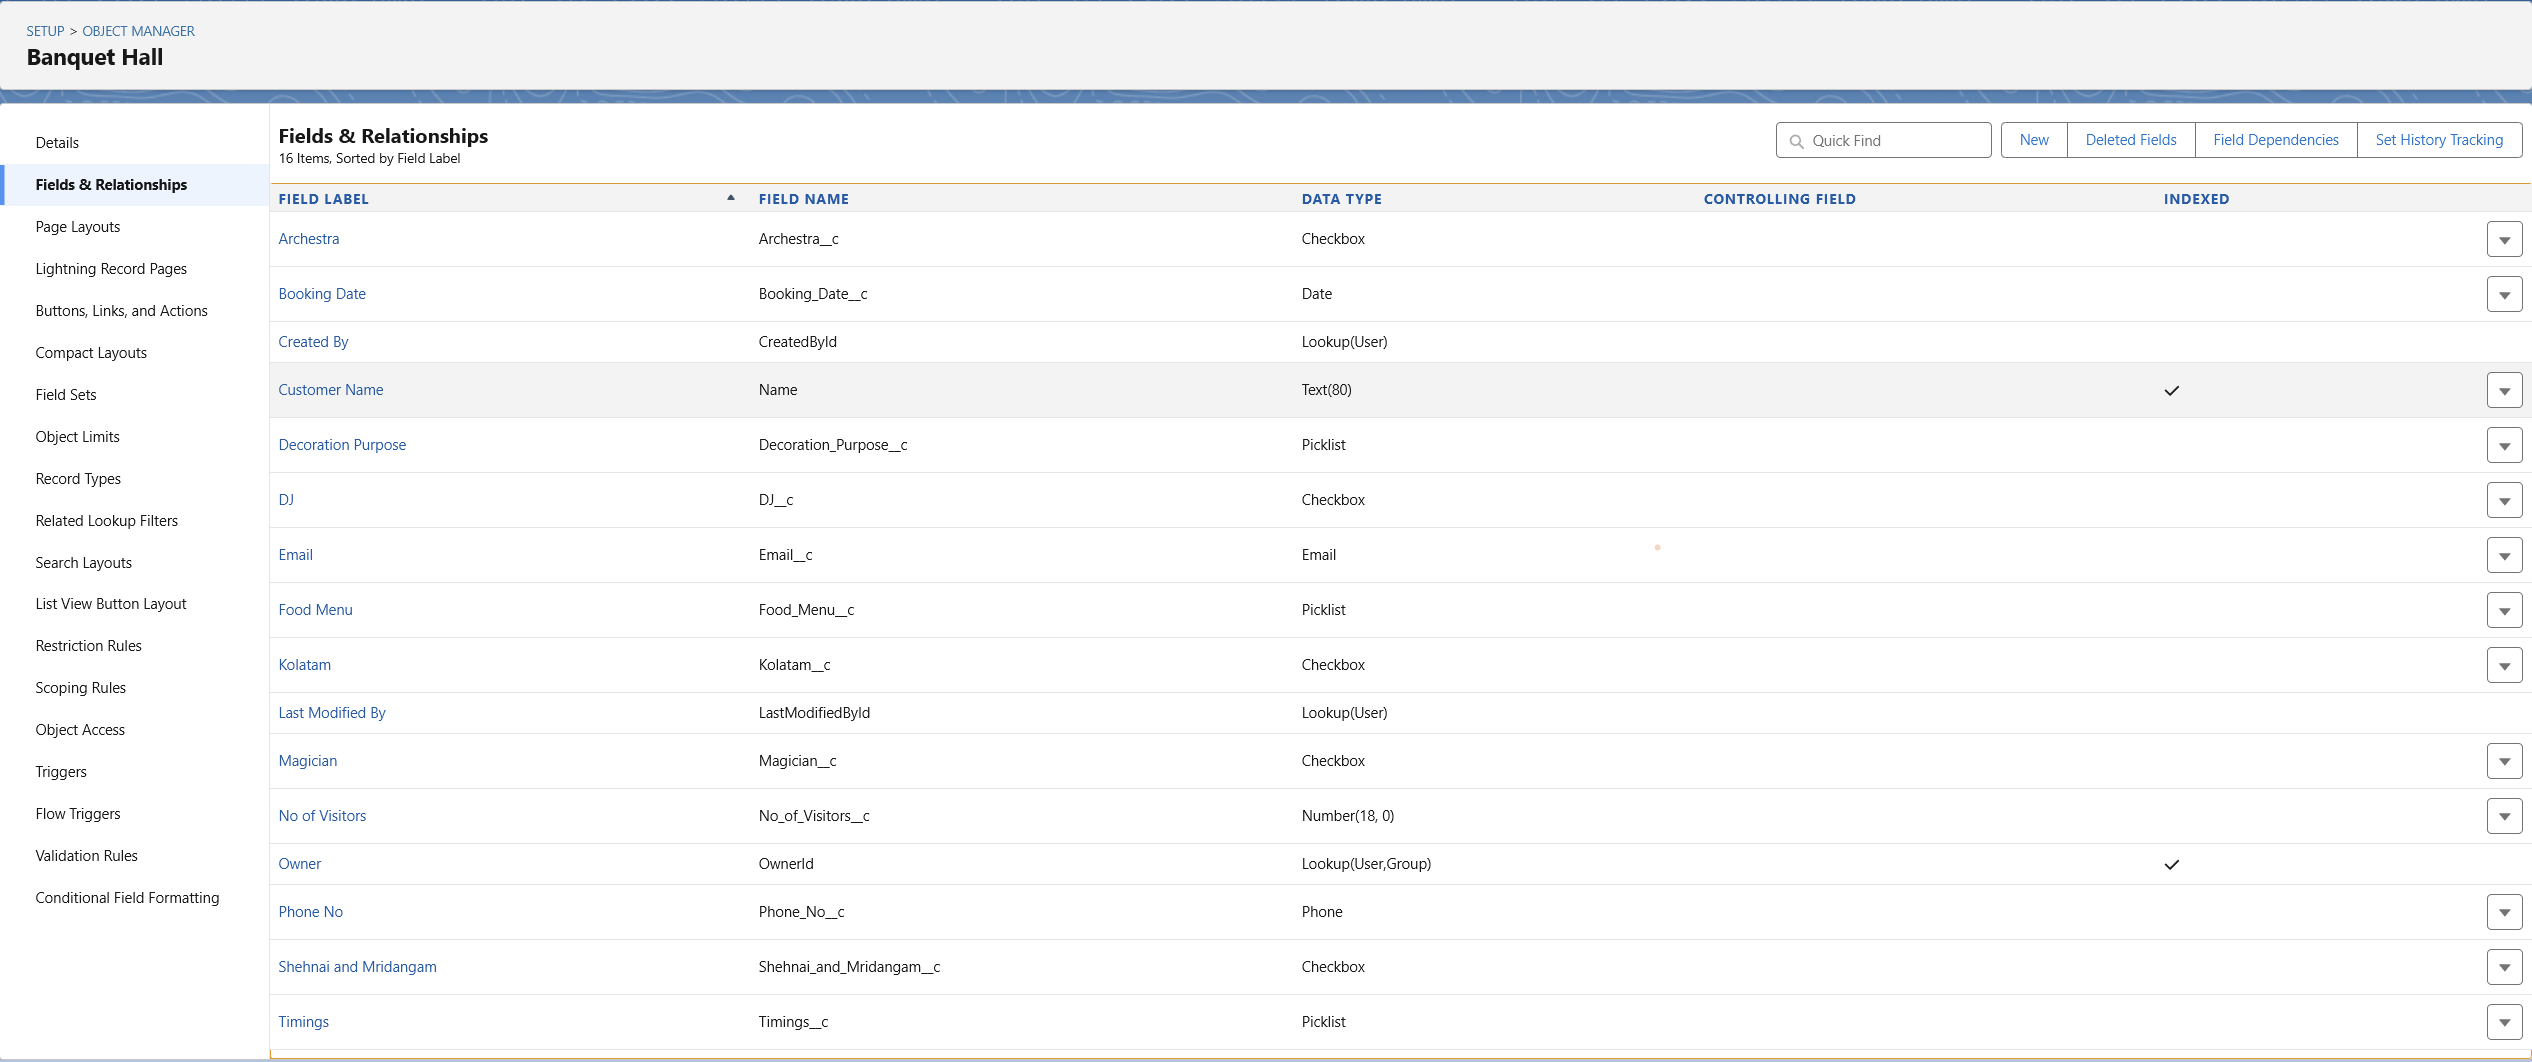 SETUP > OBJECT MANAGER
Banquet Hall
Details
Fields & Relationships
Page Layouts
Lightning Record Pages
Buttons, Links, and Actions
Compact Layouts
Field Sets
Object Limits
Record Types
Related Lookup Filters
Search Layouts
List View Button Layout
Restriction Rules
Scoping Rules
Object Access
Triggers
Flow Triggers
Validation Rules
Conditional Field Formatting
Fields & Relationships
16 Items, Sorted by Field Label
Quick Find New Deleted Fields Field Dependencies Set History Tracking
FIELD LABEL FIELD NAME DATA TYPE CONTROLLING FIELD INDEXED
Archestra Archestra__c Checkbox
Booking Date Booking_Date__c Date
Created By CreatedById Lookup(User)
Customer Name Name Text(80)
Decoration Purpose Decoration_Purpose__c Picklist
DJ DJ__c Checkbox
Email Email__c Email
Food Menu Food_Menu__c Picklist
Kolatam Kolatam__c Checkbox
Last Modified By LastModifiedById Lookup(User)
Magician Magician__c Checkbox
No of Visitors No_of_Visitors__c Number(18, 0)
Owner OwnerId Lookup(User,Group)
Phone No Phone_No__c Phone
Shehnai and Mridangam Shehnai_and_Mridangam__c Checkbox
Timings Timings__c Picklist